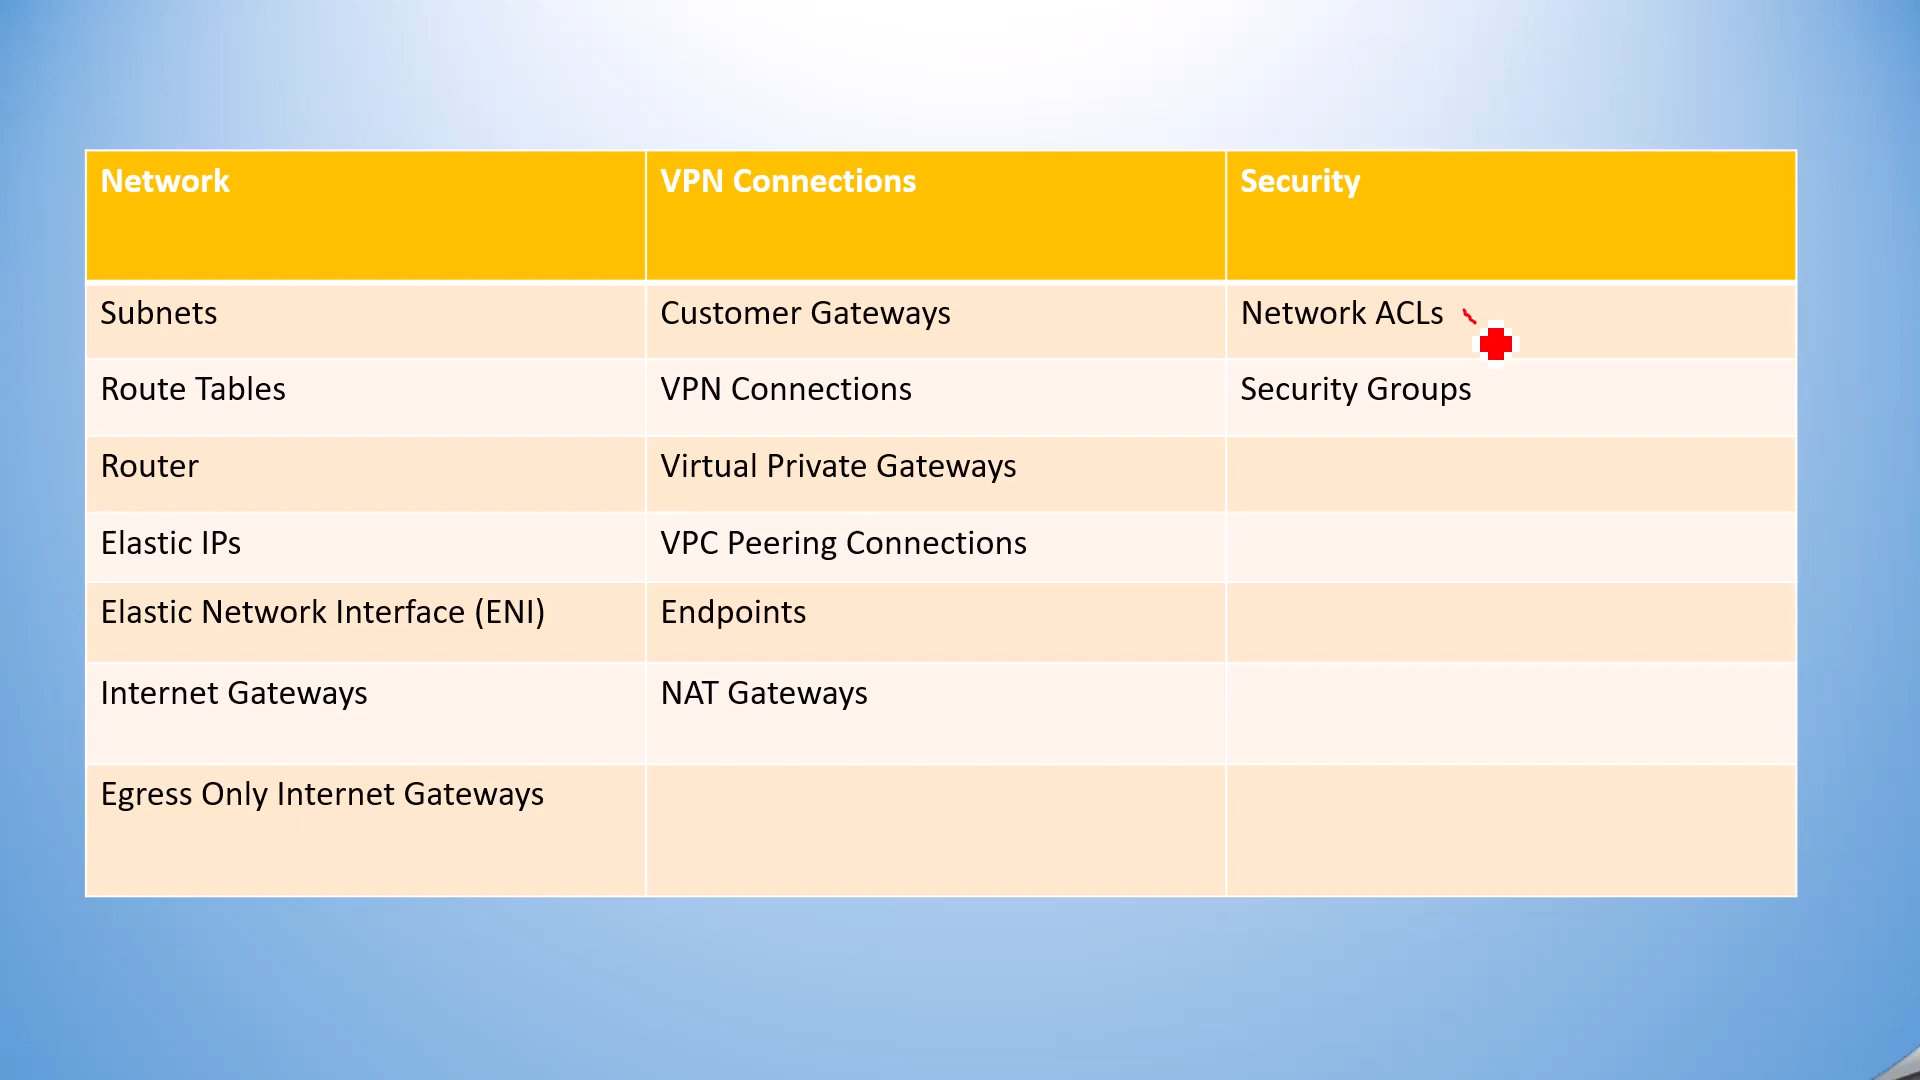 Network VPN Connections Security
Subnets Customer Gateways Network ACLs
Route Tables VPN Connections Security Groups
Router Virtual Private Gateways
Elastic IPs VPC Peering Connections
Elastic Network Interface (ENI) Endpoints
Internet Gateways NAT Gateways
Egress Only Internet Gateways